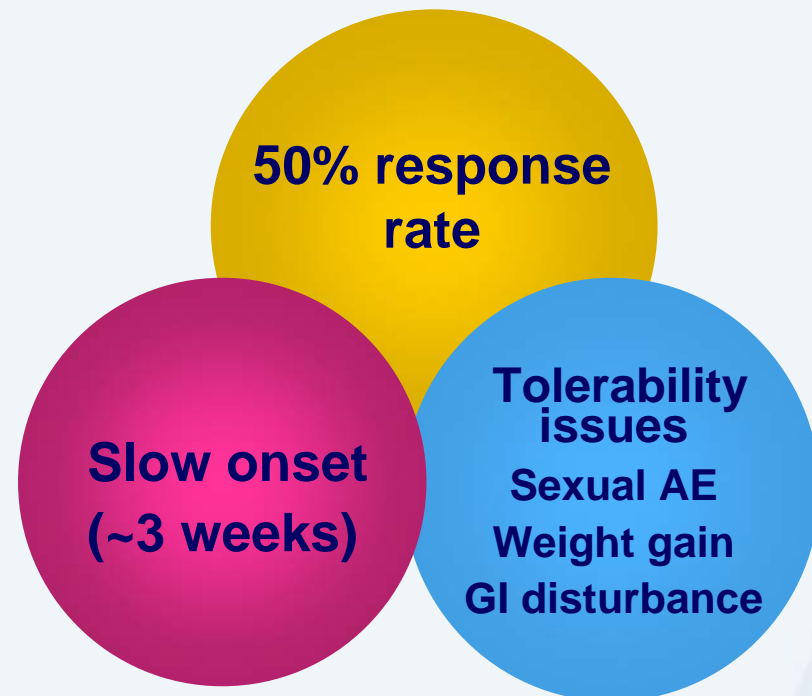 50% response
rate
Slow onset
(~3 weeks)
Tolerability
issues
Sexual AE
Weight gain
GI disturbance